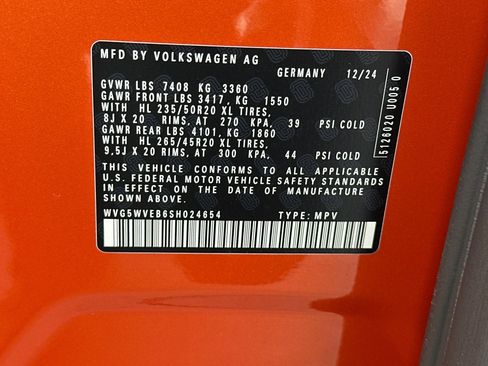 MFD BY VOLKSWAGEN AG
GERMANY 12/24
GVWR LBS 7408 KG 3360
GAWR FRONT LBS 3417, KG 1550
WITH HL 235/50R20 XL TIRES,
8J X 20 RIMS, AT 270 KPA, 39 PSI COLD
GAWR REAR LBS 4101, KG 1860
WITH HL 265/45R20 XL TIRES,
9,5J X 20 RIMS, AT 300 KPA, 44 PSI COLD
THIS VEHICLE CONFORMS TO ALL APPLICABLE
U.S. FEDERAL MOTOR VEHICLE SAFETY STANDARDS
IN EFFECT ON THE DATE OF MANUFACTURE
SHOWN ABOVE.
WVG5WVEB6SH024654 TYPE: MPV
5126020 U005 0